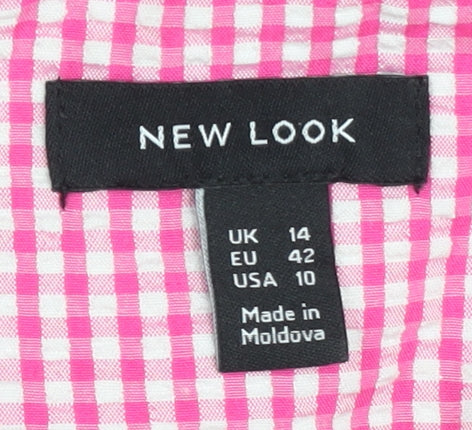 NEW LOOK
UK 14
EU 42
USA 10
Made in
Moldova